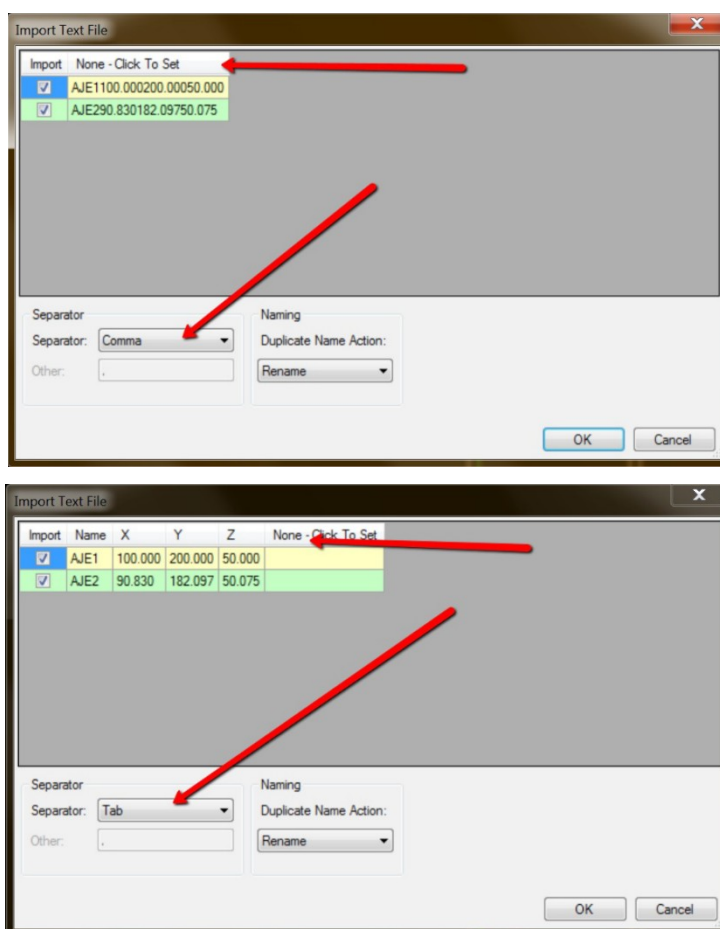 Import Text File
X
Import None - Click To Set
AJE1100.000200.00050.000
AJE290.830182.09750.075
Separator Naming
Separator: Comma Duplicate Name Action:
Other: , Rename
OK Cancel
Import Text File
X
Import Name X Y Z None - Click To Set
AJE1 100.000 200.000 50.000
AJE2 90.830 182.097 50.075
Separator Naming
Separator: Tab Duplicate Name Action:
Other: , Rename
OK Cancel